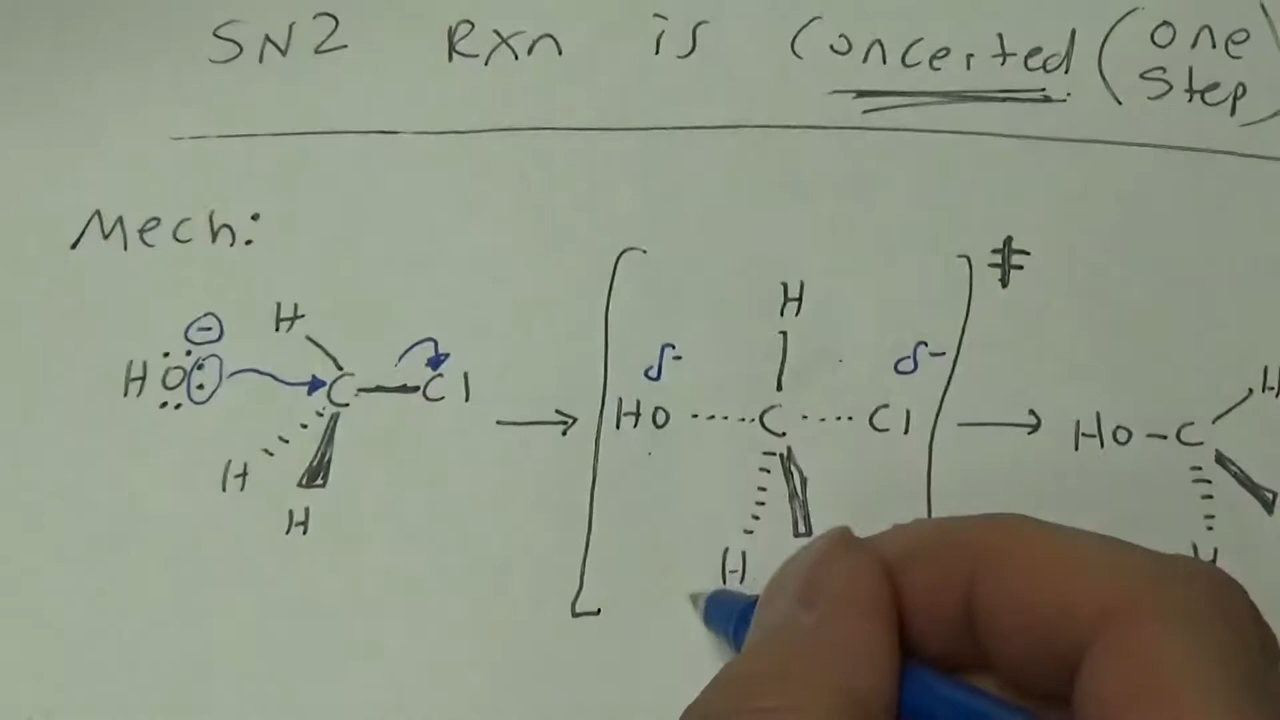 SN2 Rxn is Concerted (one
step)
Mech:
H
⊖
HO: C—Cl
H
H
[ ]‡
H
δ- δ-
HO ····· C ···· Cl
H
H
HO-C
H